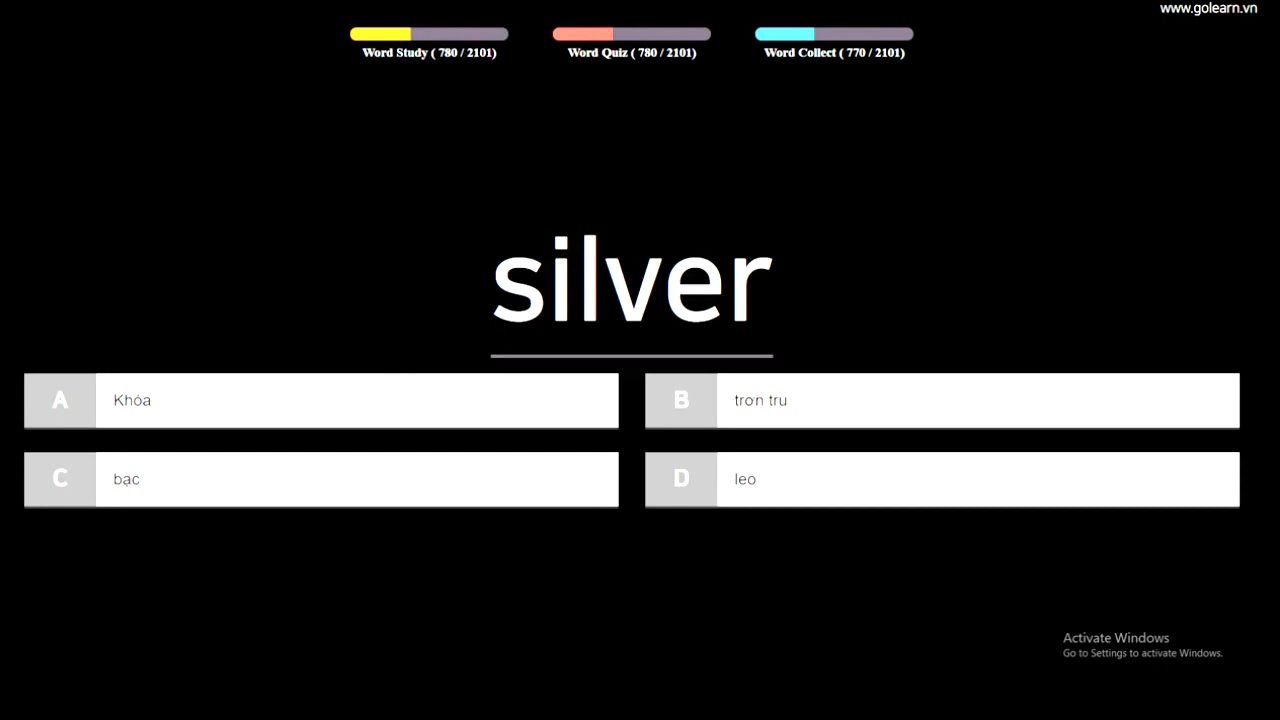 www.golearn.vn
Word Study ( 780 / 2101) Word Quiz ( 780 / 2101) Word Collect ( 770 / 2101)
silver
A Khóa B trơn tru
C bạc D leo
Activate Windows
Go to Settings to activate Windows.